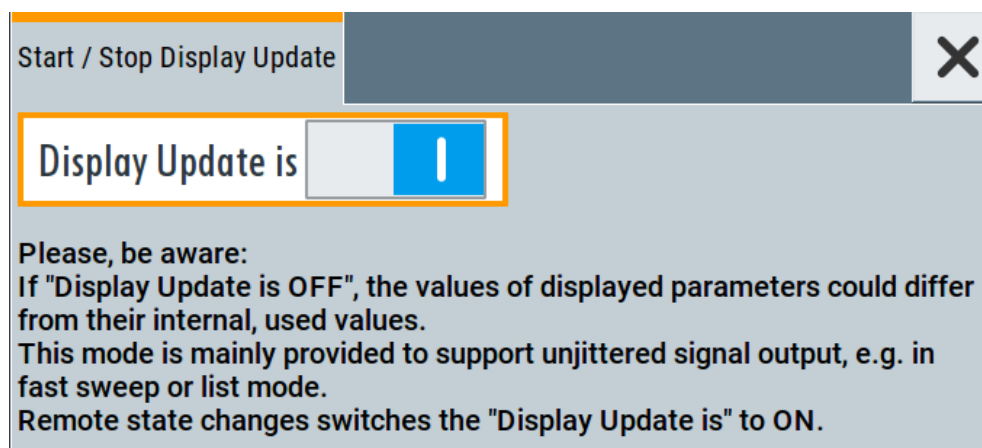 Start / Stop Display Update
Display Update is
Please, be aware:
If "Display Update is OFF", the values of displayed parameters could differ
from their internal, used values.
This mode is mainly provided to support unjittered signal output, e.g. in
fast sweep or list mode.
Remote state changes switches the "Display Update is" to ON.